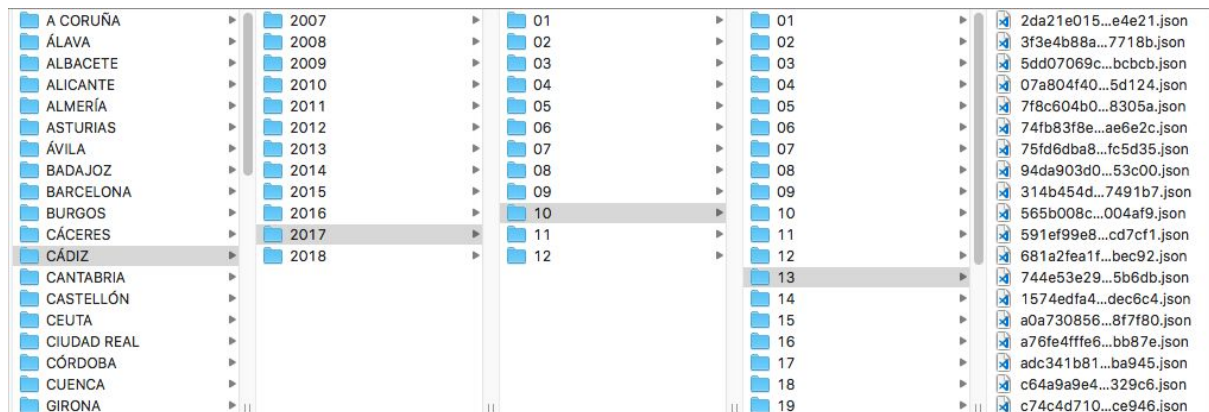 A CORUÑA
ÁLAVA
ALBACETE
ALICANTE
ALMERÍA
ASTURIAS
ÁVILA
BADAJOZ
BARCELONA
BURGOS
CÁCERES
CÁDIZ
CANTABRIA
CASTELLÓN
CEUTA
CIUDAD REAL
CÓRDOBA
CUENCA
GIRONA
2007
2008
2009
2010
2011
2012
2013
2014
2015
2016
2017
2018
01
02
03
04
05
06
07
08
09
10
11
12
01
02
03
04
05
06
07
08
09
10
11
12
13
14
15
16
17
18
19
2da21e015...e4e21.json
3f3e4b88a...7718b.json
5dd07069c...bcbcb.json
07a804f40...5d124.json
7f8c604b0...8305a.json
74fb83f8e...ae6e2c.json
75fd6dba8...fc5d35.json
94da903d0...53c00.json
314b454d...7491b7.json
565b008c...004af9.json
591ef99e8...cd7cf1.json
681a2fea1f...bec92.json
744e53e29...5b6db.json
1574edfa4...dec6c4.json
a0a730856...8f7f80.json
a76fe4fffe6...bb87e.json
adc341b81...ba945.json
c64a9a9e4...329c6.json
c74c4d710...ce946.json